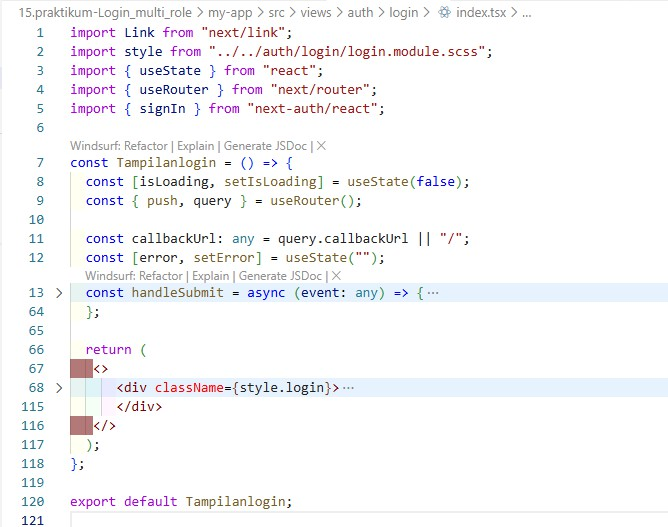 15.praktikum-Login_multi_role > my-app > src > views > auth > login > index.tsx > ...
1 import Link from "next/link";
2 import style from "../../auth/login/login.module.scss";
3 import { useState } from "react";
4 import { useRouter } from "next/router";
5 import { signIn } from "next-auth/react";
6
Windsurf: Refactor | Explain | Generate JSDoc | X
7 const Tampilanlogin = () => {
8 const [isLoading, setIsLoading] = useState(false);
9 const { push, query } = useRouter();
10
11 const callbackUrl: any = query.callbackUrl || "/";
12 const [error, setError] = useState("");
Windsurf: Refactor | Explain | Generate JSDoc | X
13 > const handleSubmit = async (event: any) => { ...
64 };
65
66 return (
67 <>
68 > <div className={style.login}> ...
115 </div>
116 </>
117 );
118 };
119
120 export default Tampilanlogin;
121